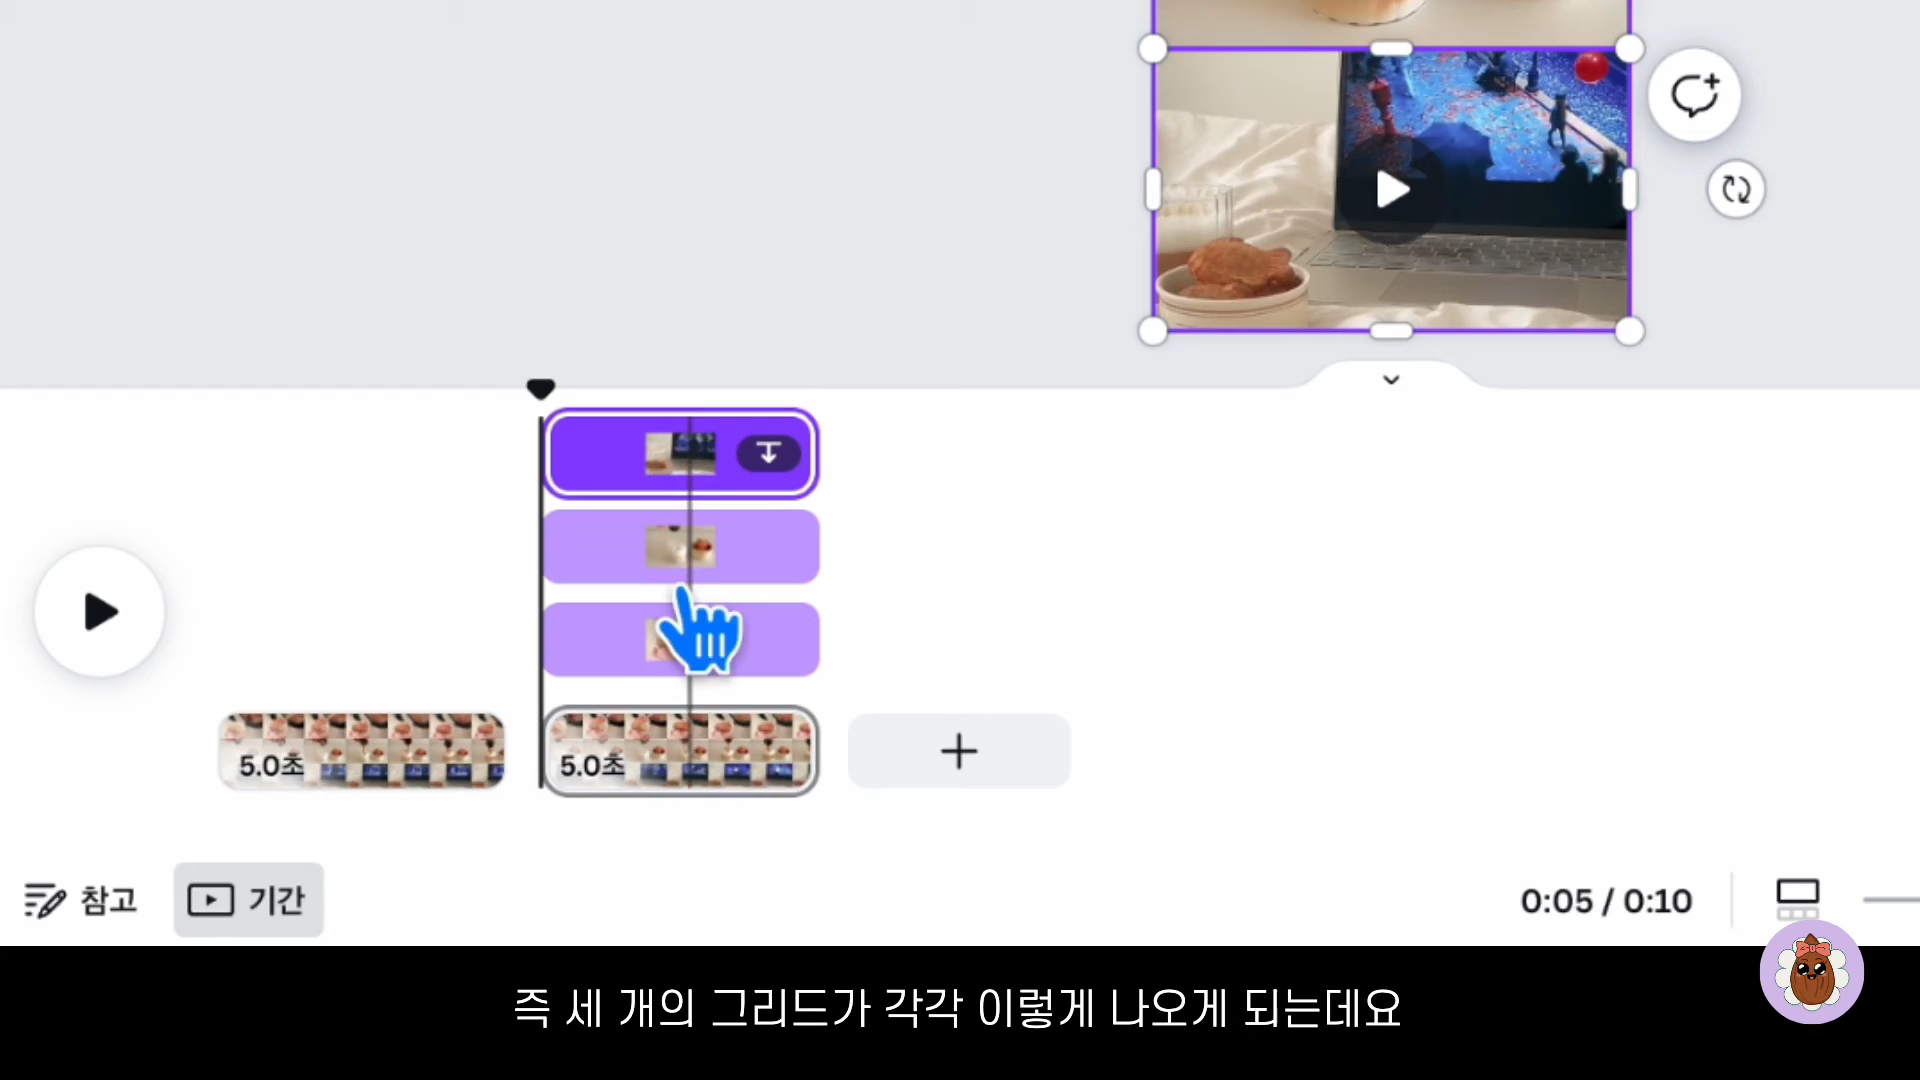 5.0초
5.0초
참고
기간
0:05 / 0:10
즉 세 개의 그리드가 각각 이렇게 나오게 되는데요